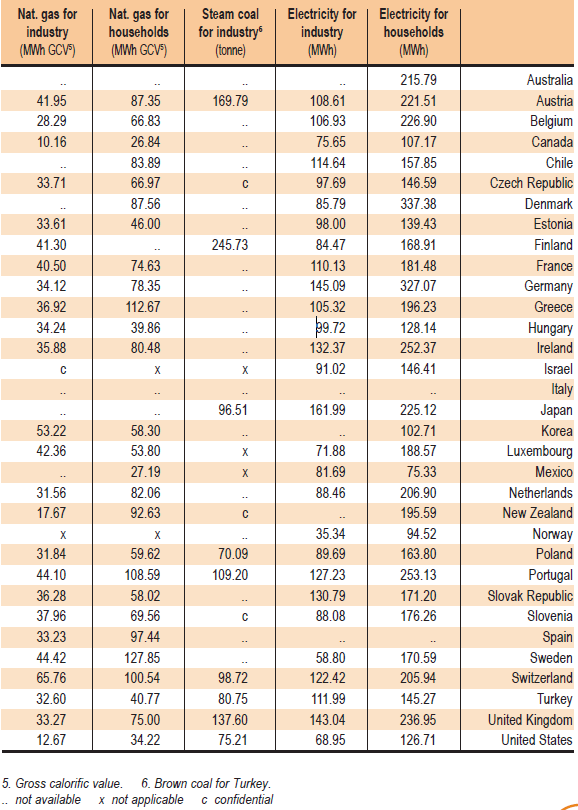 Nat. gas for Nat. gas for Steam coal Electricity for Electricity for
industry households for industry6 industry households
(MWh GCV5) (MWh GCV5) (tonne) (MWh) (MWh)
.. .. .. .. 215.79 Australia
41.95 87.35 169.79 108.61 221.51 Austria
28.29 66.83 .. 106.93 226.90 Belgium
10.16 26.84 .. 75.65 107.17 Canada
.. 83.89 .. 114.64 157.85 Chile
33.71 66.97 c 97.69 146.59 Czech Republic
.. 87.56 .. 85.79 337.38 Denmark
33.61 46.00 .. 98.00 139.43 Estonia
41.30 .. 245.73 84.47 168.91 Finland
40.50 74.63 .. 110.13 181.48 France
34.12 78.35 .. 145.09 327.07 Germany
36.92 112.67 .. 105.32 196.23 Greece
34.24 39.86 .. 99.72 128.14 Hungary
35.88 80.48 .. 132.37 252.37 Ireland
c x x 91.02 146.41 Israel
.. .. .. .. .. Italy
.. .. 96.51 161.99 225.12 Japan
53.22 58.30 .. .. 102.71 Korea
42.36 53.80 x 71.88 188.57 Luxembourg
.. 27.19 x 81.69 75.33 Mexico
31.56 82.06 .. 88.46 206.90 Netherlands
17.67 92.63 c .. 195.59 New Zealand
x x .. 35.34 94.52 Norway
31.84 59.62 70.09 89.69 163.80 Poland
44.10 108.59 109.20 127.23 253.13 Portugal
36.28 58.02 .. 130.79 171.20 Slovak Republic
37.96 69.56 c 88.08 176.26 Slovenia
33.23 97.44 .. .. .. Spain
44.42 127.85 .. 58.80 170.59 Sweden
65.76 100.54 98.72 122.42 205.94 Switzerland
32.60 40.77 80.75 111.99 145.27 Turkey
33.27 75.00 137.60 143.04 236.95 United Kingdom
12.67 34.22 75.21 68.95 126.71 United States
5. Gross calorific value. 6. Brown coal for Turkey.
.. not available x not applicable c confidential